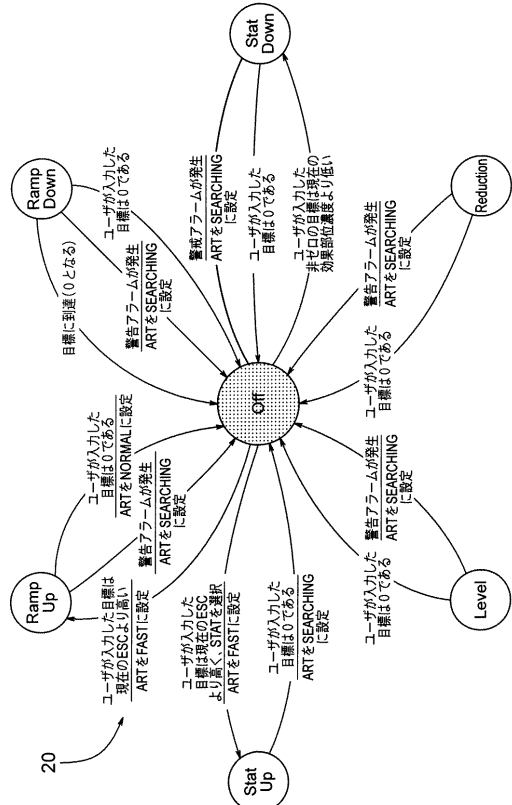 20
Ramp
Up
Ramp
Down
Stat
Up
Off
Stat
Down
Level
Reduction
ユーザが入力した目標は
現在のESCより高い
ARTをFASTに設定
ユーザが入力した
目標は0である
ARTをNORMALに設定
警告アラームが発生
ARTをSEARCHING
に設定
目標に到達(0となる)
警告アラームが発生
ARTをSEARCHING
に設定
ユーザが入力した
目標は0である
ユーザが入力した
目標は現在のESC
より高く、STATを選択
ARTをFASTに設定
ユーザが入力した
目標は0である
ARTをSEARCHING
に設定
警戒アラームが発生
ARTをSEARCHING
に設定
ユーザが入力した
目標は0である
ユーザが入力した
非ゼロの目標は現在の
効果部位濃度より低い
ユーザが入力した
目標は0である
警告アラームが発生
ARTをSEARCHING
に設定
ユーザが入力した
目標は0である
警告アラームが発生
ARTをSEARCHING
に設定